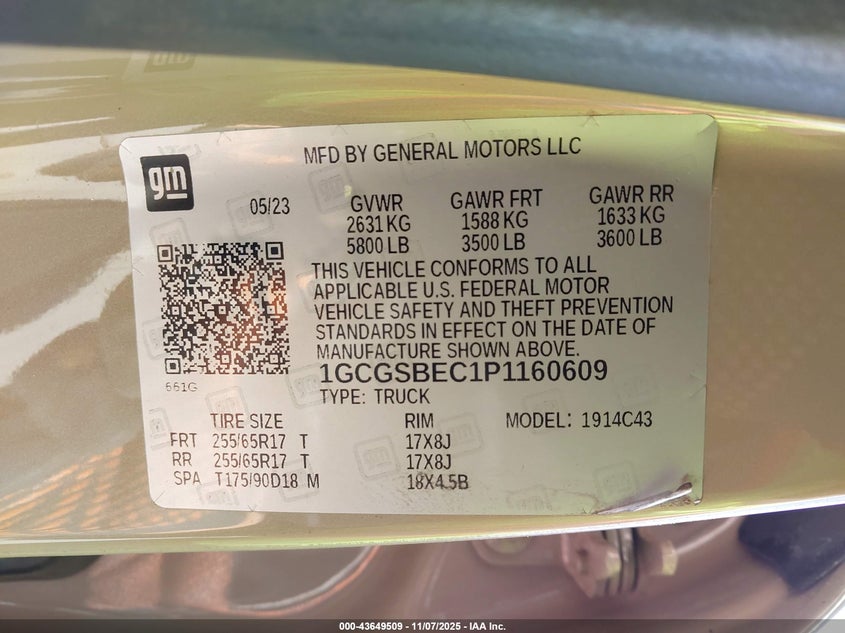 MFD BY GENERAL MOTORS LLC
gm
05/23
GVWR GAWR FRT GAWR RR
2631 KG 1588 KG 1633 KG
5800 LB 3500 LB 3600 LB
THIS VEHICLE CONFORMS TO ALL
APPLICABLE U.S. FEDERAL MOTOR
VEHICLE SAFETY AND THEFT PREVENTION
STANDARDS IN EFFECT ON THE DATE OF
MANUFACTURE SHOWN ABOVE.
661G
1GCGSBEC1P1160609
TYPE: TRUCK
TIRE SIZE RIM MODEL: 1914C43
FRT 255/65R17 T 17X8J
RR 255/65R17 T 17X8J
SPA T175/90D18 M 18X4.5B
000-43649509 - 11/07/2025 - IAA Inc.